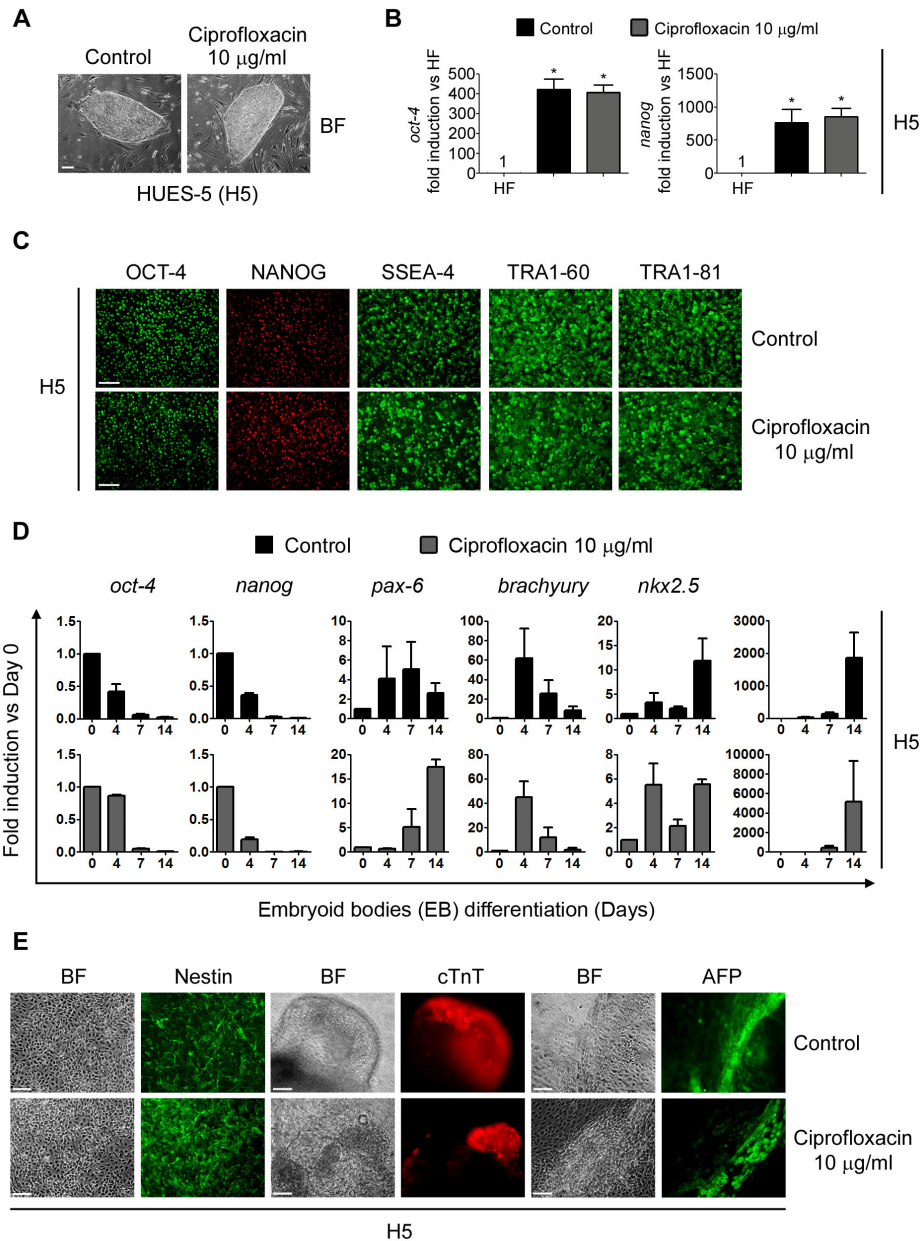 A
Control
Ciprofloxacin
10 µg/ml
BF
HUES-5 (H5)
B
Control
Ciprofloxacin 10 µg/ml
oct-4
fold induction vs HF
500
400
300
200
100
0
1
HF
*
*
nanog
fold induction vs HF
1500
1000
500
0
1
HF
*
*
H5
C
OCT-4
NANOG
SSEA-4
TRA1-60
TRA1-81
H5
Control
Ciprofloxacin
10 µg/ml
D
Control
Ciprofloxacin 10 µg/ml
oct-4
nanog
pax-6
brachyury
nkx2.5
Fold induction vs Day 0
1.5
1.0
0.5
0.0
0 4 7 14
1.5
1.0
0.5
0.0
0 4 7 14
10
8
6
4
2
0
0 4 7 14
100
80
60
40
20
0
0 4 7 14
20
15
10
5
0
0 4 7 14
3000
2000
1000
0
0 4 7 14
1.5
1.0
0.5
0.0
0 4 7 14
1.5
1.0
0.5
0.0
0 4 7 14
20
15
10
5
0
0 4 7 14
80
60
40
20
0
0 4 7 14
8
6
4
2
0
0 4 7 14
10000
8000
6000
4000
2000
0
0 4 7 14
H5
Embryoid bodies (EB) differentiation (Days)
E
BF
Nestin
BF
cTnT
BF
AFP
Control
Ciprofloxacin
10 µg/ml
H5